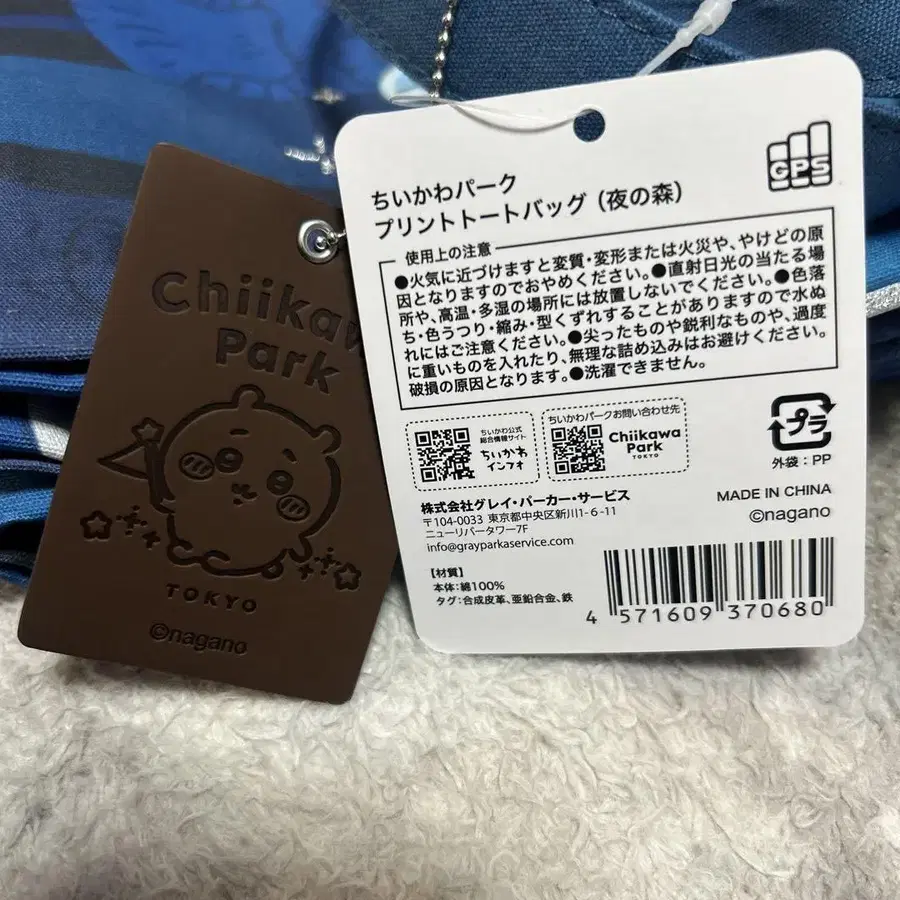 Chiikawa
Park
TOKYO
©nagano
GPS
ちいかわパーク
プリントトートバッグ（夜の森）
使用上の注意
●火気に近づけますと変質・変形または火災や、やけどの原
因となりますのでおやめください。●直射日光の当たる場
所や、高温・多湿の場所には放置しないでください。●色落
ち・色うつり・縮み・型くずれすることがありますので水ぬ
れにはご注意ください。●尖ったものや鋭利なものや、過度
に重いものを入れたり、無理な詰め込みはお避けください。
破損の原因となります。●洗濯できません。
ちいかわ公式
総合情報サイト
ちいかわ
インフォ
ちいかわパークお問い合わせ先
Chiikawa
Park
TOKYO
プラ
外袋：PP
株式会社グレイ・パーカー・サービス
〒104-0033 東京都中央区新川1-6-11
ニューリバータワー7F
info@grayparkaservice.com
MADE IN CHINA
©nagano
【材質】
本体：綿100%
タグ：合成皮革、亜鉛合金、鉄
4 571609 370680